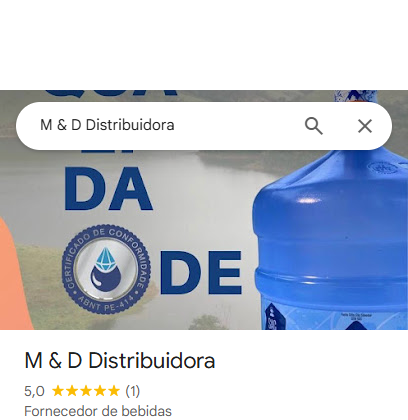 QUA
M & D Distribuidora
LI
DA
CERTIFICADO DE CONFORMIDADE
ABNT PE-414
DE
M & D Distribuidora
5,0 ★★★★★ (1)
Fornecedor de bebidas